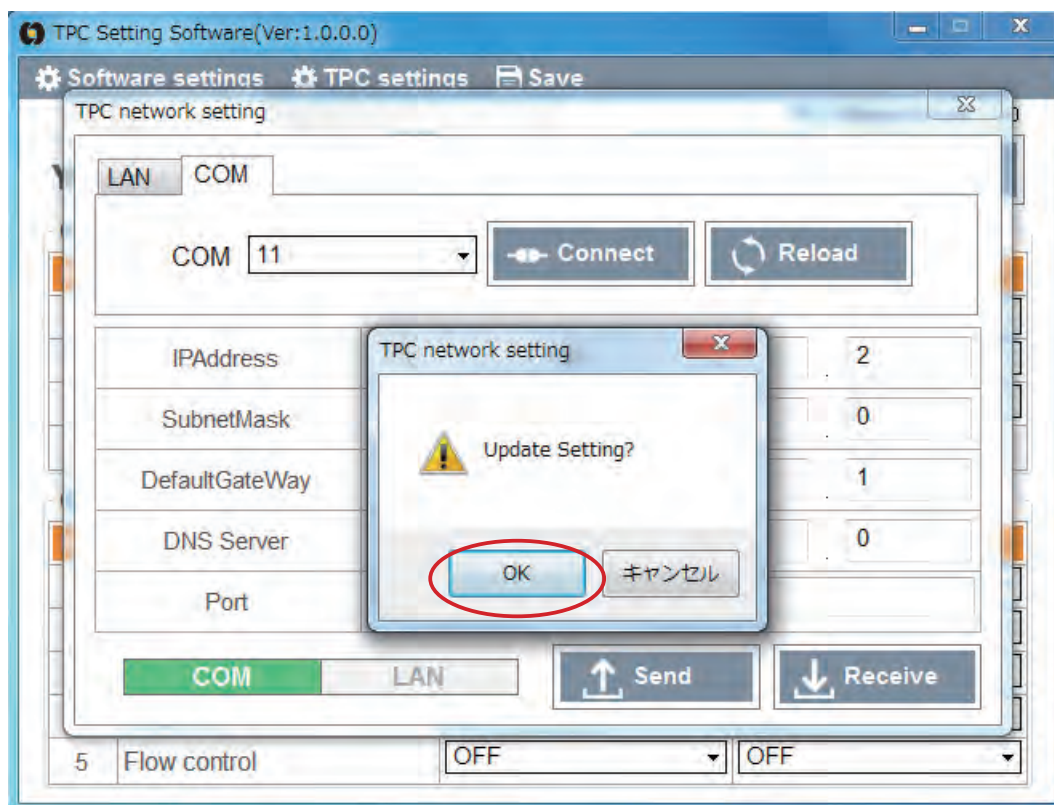 TPC Setting Software(Ver:1.0.0.0)
Software settings TPC settings Save
TPC network setting
LAN COM
COM 11 Connect Reload
TPC network setting
IPAddress . 2
SubnetMask . 0
Update Setting?
DefaultGateWay . 1
DNS Server . 0
OK キャンセル
Port
COM LAN Send Receive
5 Flow control OFF OFF